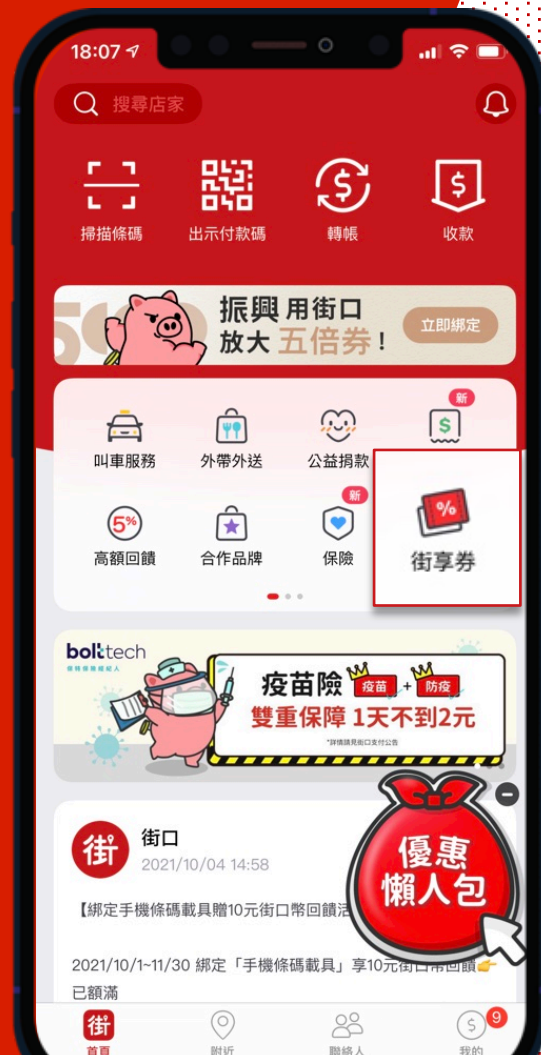 18:07
搜尋店家
掃描條碼
出示付款碼
轉帳
收款
振興用街口
放大五倍券!
立即綁定
新
$
叫車服務
外帶外送
公益捐款
新
5%
%
高額回饋
合作品牌
保險
街享券
bolttech
疫苗險 疫苗 + 防疫
雙重保障 1天不到2元
*詳情請見街口支付公告
優惠
懶人包
街
街口
2021/10/04 14:58
【綁定手機條碼載具贈10元街口幣回饋活
2021/10/1~11/30 綁定「手機條碼載具」享10元街口幣回饋👉
已額滿
街
首頁
附近
聯絡人
9
我的